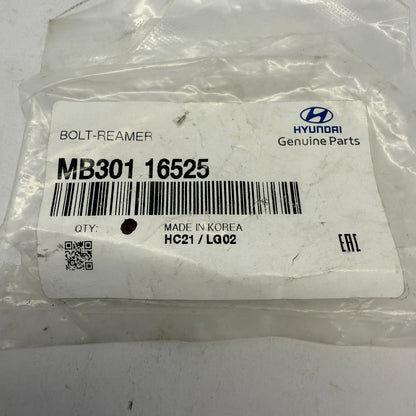 BOLT-REAMER
HYUNDAI
Genuine Parts
MB301 16525
QTY:
MADE IN KOREA
HC21 / LG02
EAC